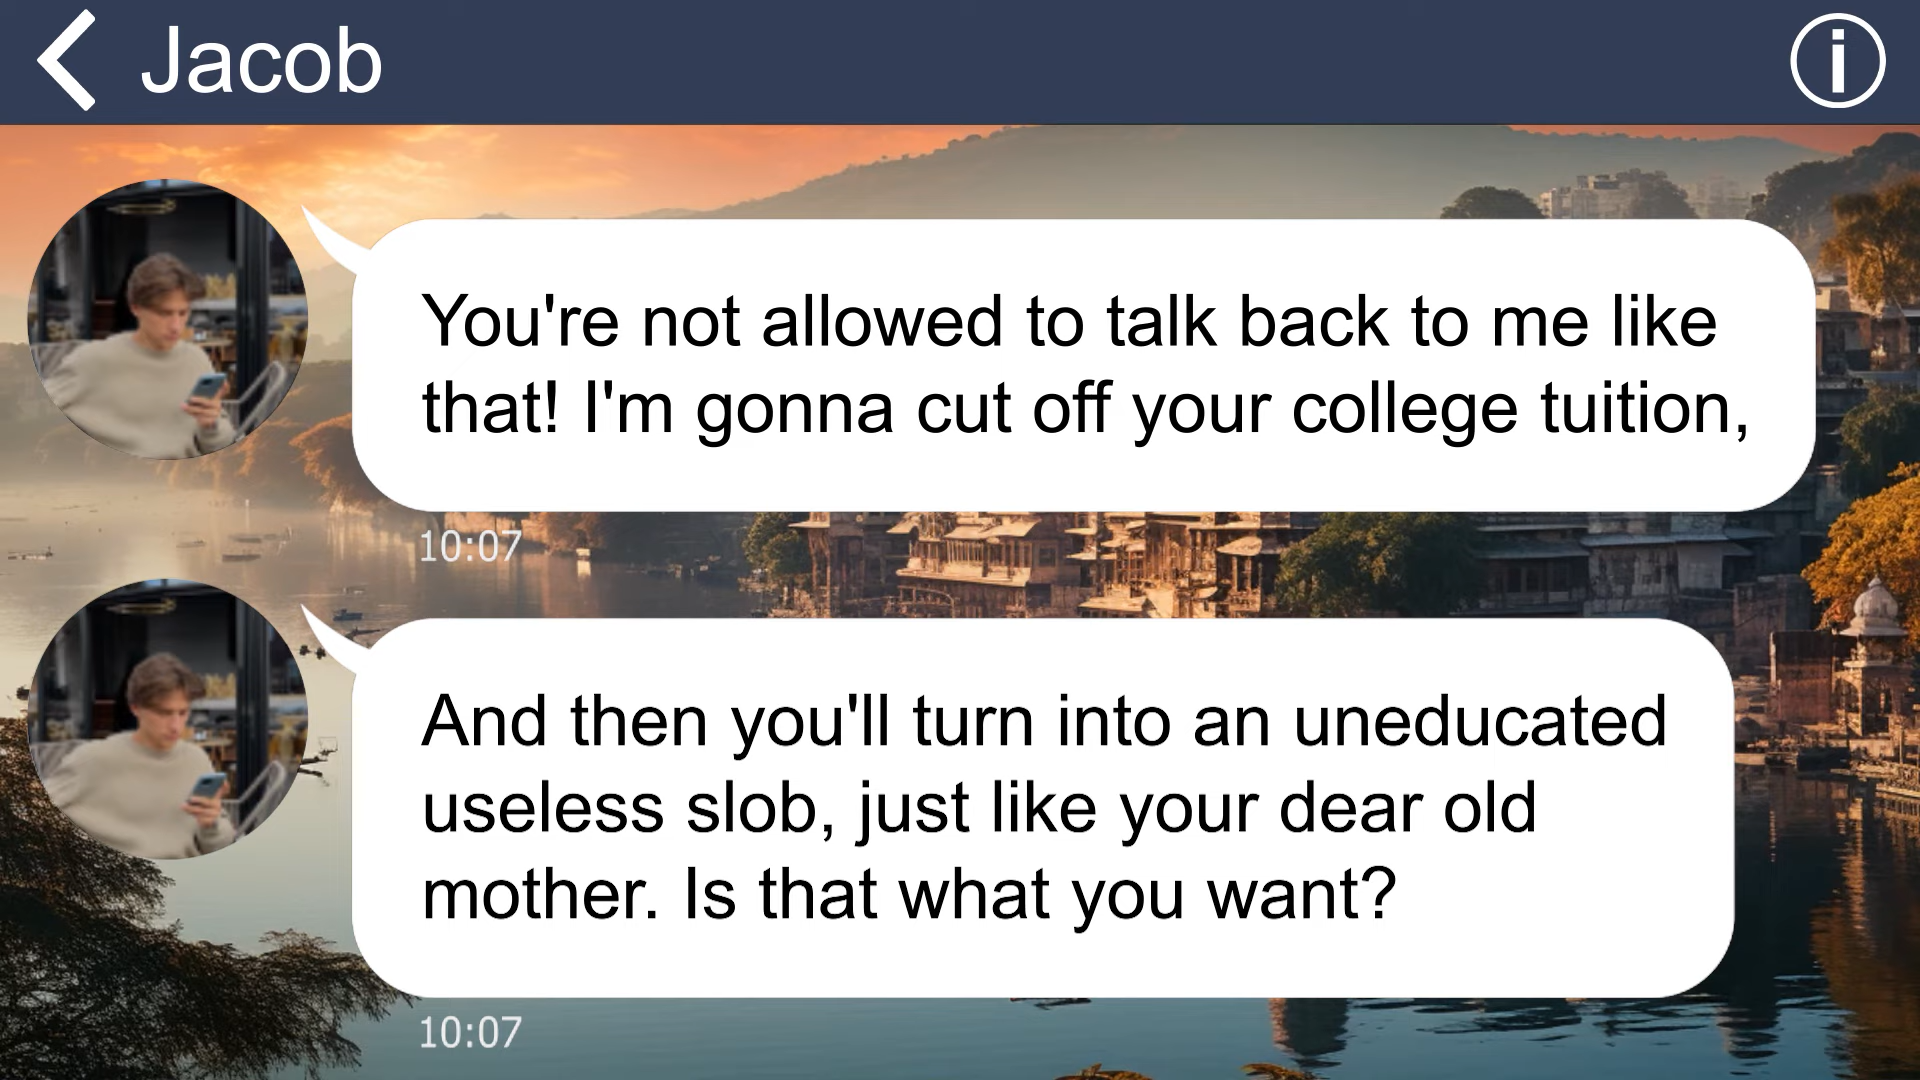 Jacob
You're not allowed to talk back to me like
that! I'm gonna cut off your college tuition,
10:07
And then you'll turn into an uneducated
useless slob, just like your dear old
mother. Is that what you want?
10:07